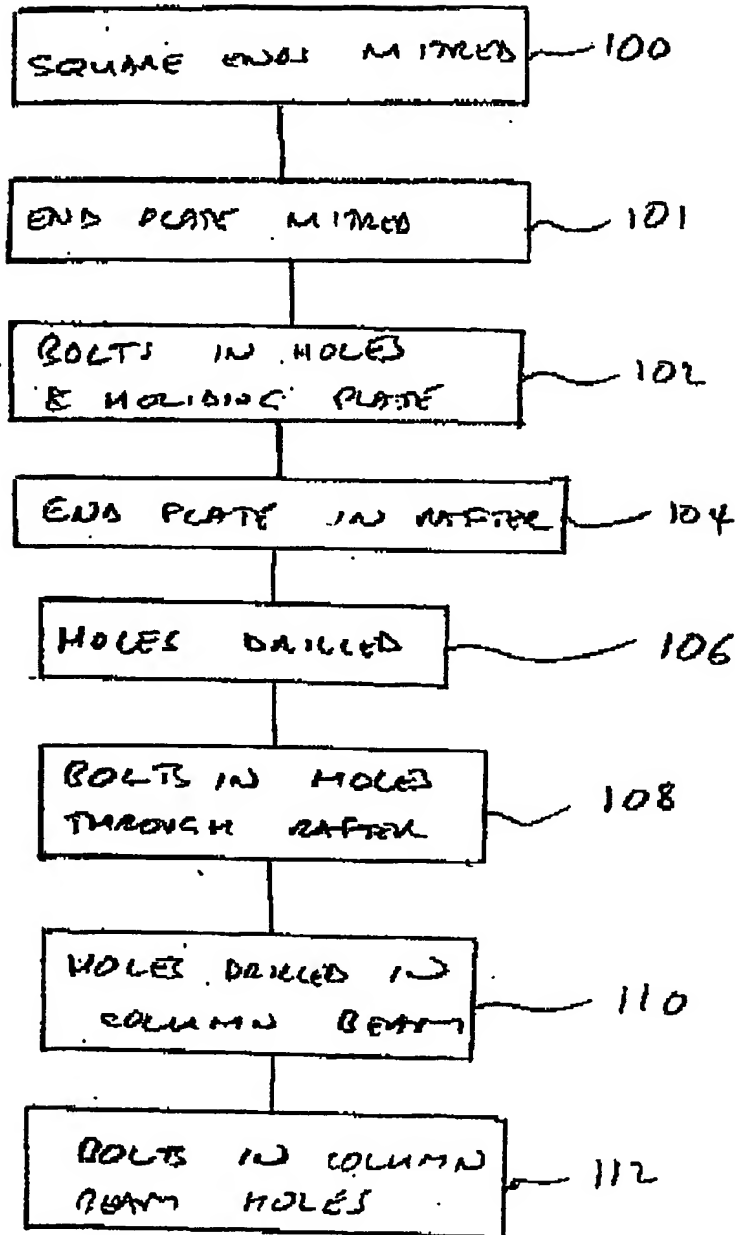 SQUARE ENDS MITRED 100
END PLATE MITRED 101
BOLTS IN HOLES
& HOLIDING PLATE 102
END PLATE IN RAFTER 104
HOLES DRILLED 106
BOLTS IN HOLES
THROUGH RAFTER 108
HOLES DRILLED IN
COLUMN BEAM 110
BOLTS IN COLUMN
BEAM HOLES 112